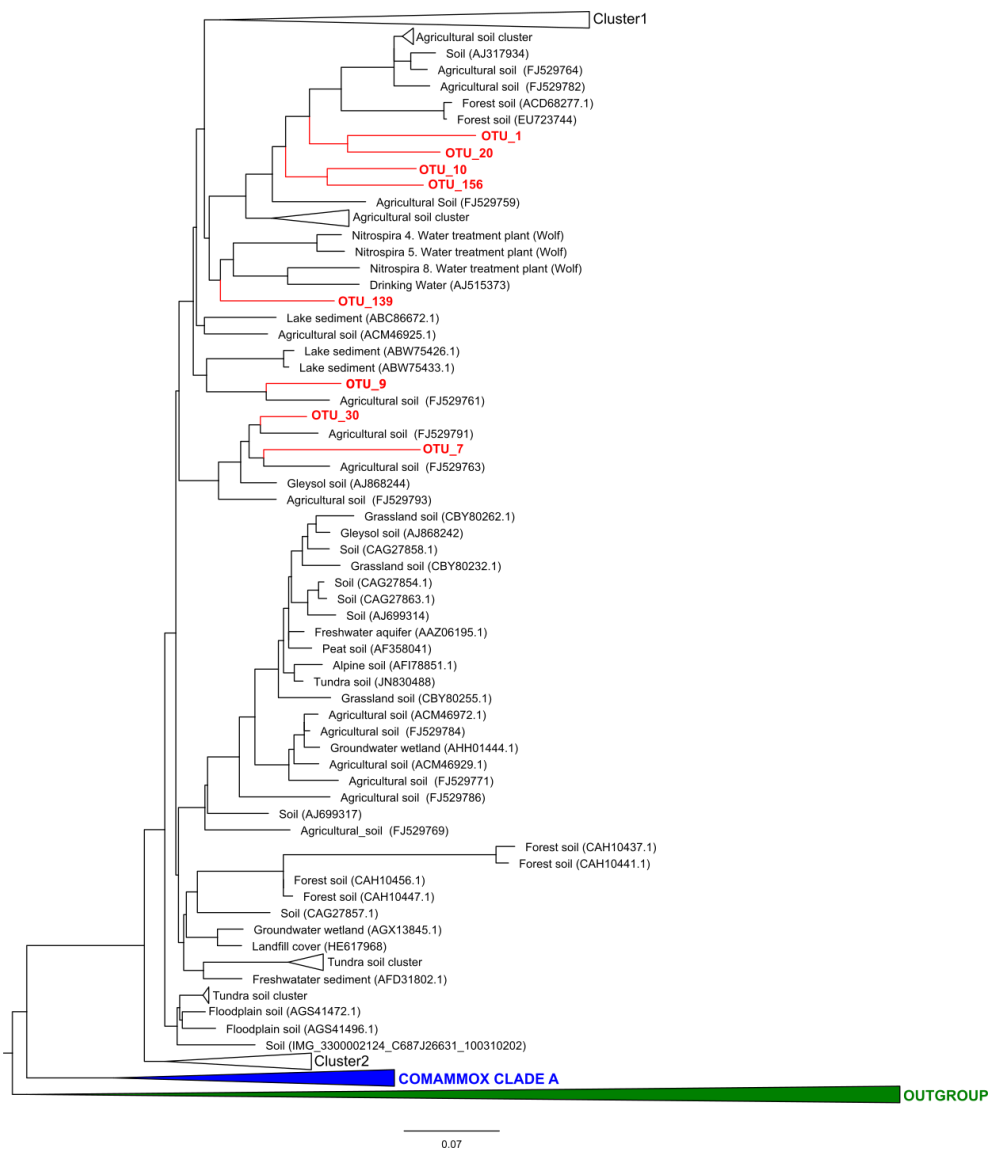 Cluster1
Agricultural soil cluster
Soil (AJ317934)
Agricultural soil (FJ529764)
Agricultural soil (FJ529782)
Forest soil (ACD68277.1)
Forest soil (EU723744)
OTU_1
OTU_20
OTU_10
OTU_156
Agricultural Soil (FJ529759)
Agricultural soil cluster
Nitrospira 4. Water treatment plant (Wolf)
Nitrospira 5. Water treatment plant (Wolf)
Nitrospira 8. Water treatment plant (Wolf)
Drinking Water (AJ515373)
OTU_139
Lake sediment (ABC86672.1)
Agricultural soil (ACM46925.1)
Lake sediment (ABW75426.1)
Lake sediment (ABW75433.1)
OTU_9
Agricultural soil (FJ529761)
OTU_30
Agricultural soil (FJ529791)
OTU_7
Agricultural soil (FJ529763)
Gleysol soil (AJ868244)
Agricultural soil (FJ529793)
Grassland soil (CBY80262.1)
Gleysol soil (AJ868242)
Soil (CAG27858.1)
Grassland soil (CBY80232.1)
Soil (CAG27854.1)
Soil (CAG27863.1)
Soil (AJ699314)
Freshwater aquifer (AAZ06195.1)
Peat soil (AF358041)
Alpine soil (AFI78851.1)
Tundra soil (JN830488)
Grassland soil (CBY80255.1)
Agricultural soil (ACM46972.1)
Agricultural soil (FJ529784)
Groundwater wetland (AHH01444.1)
Agricultural soil (ACM46929.1)
Agricultural soil (FJ529771)
Agricultural soil (FJ529786)
Soil (AJ699317)
Agricultural_soil (FJ529769)
Forest soil (CAH10437.1)
Forest soil (CAH10441.1)
Forest soil (CAH10456.1)
Forest soil (CAH10447.1)
Soil (CAG27857.1)
Groundwater wetland (AGX13845.1)
Landfill cover (HE617968)
Tundra soil cluster
Freshwatater sediment (AFD31802.1)
Tundra soil cluster
Floodplain soil (AGS41472.1)
Floodplain soil (AGS41496.1)
Soil (IMG_3300002124_C687J26631_100310202)
Cluster2
COMAMMOX CLADE A
OUTGROUP
0.07